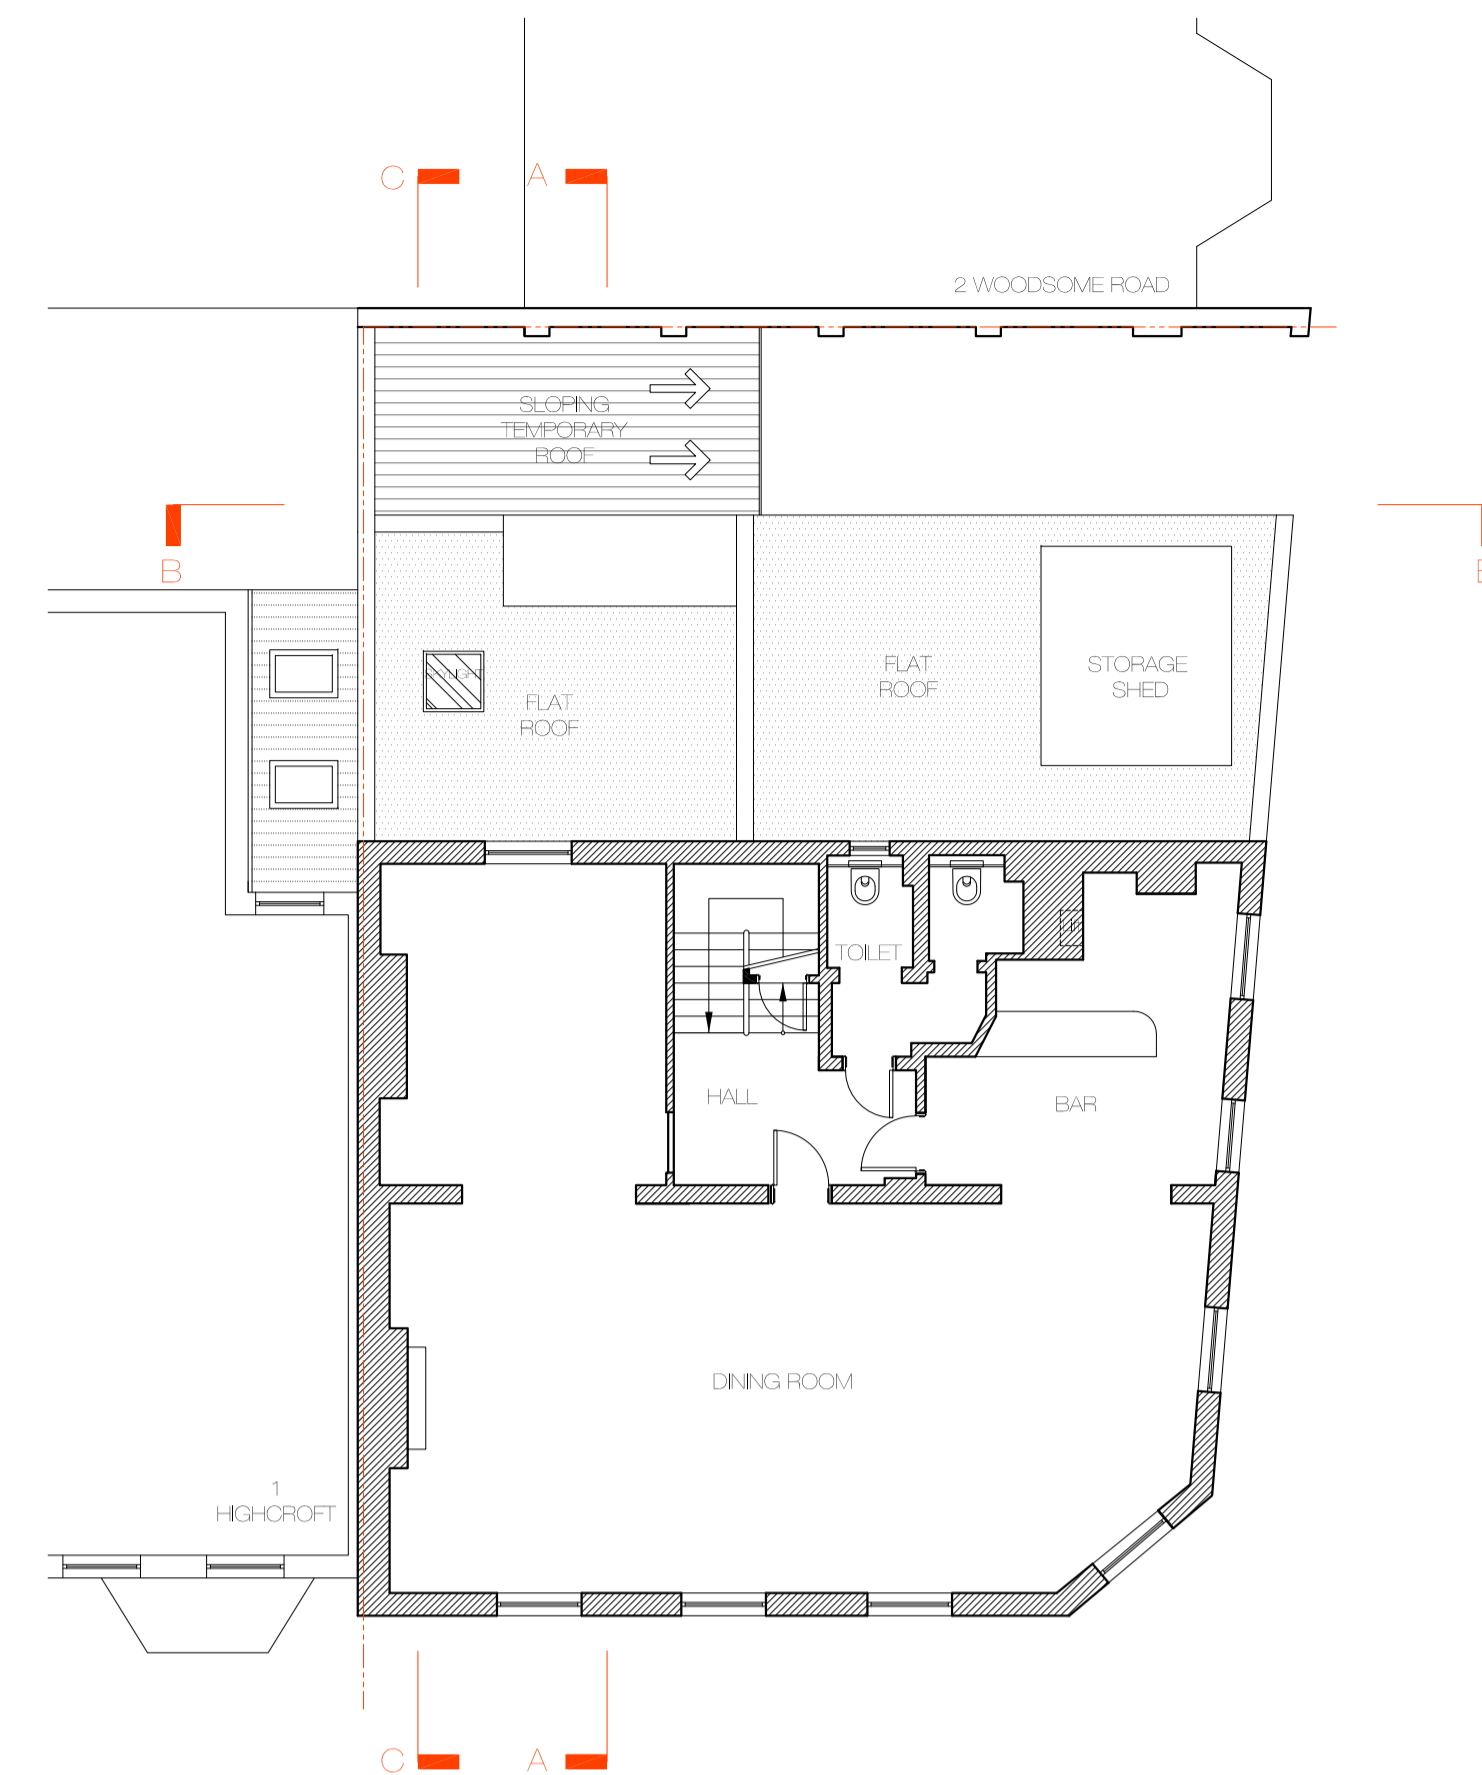 C
A
2 WOODSOME ROAD
SLOPING
TEMPORARY
ROOF
B
SKYLIGHT
FLAT
ROOF
FLAT
ROOF
STORAGE
SHED
TOILET
HALL
BAR
DINING ROOM
1
HIGHCROFT
C
A